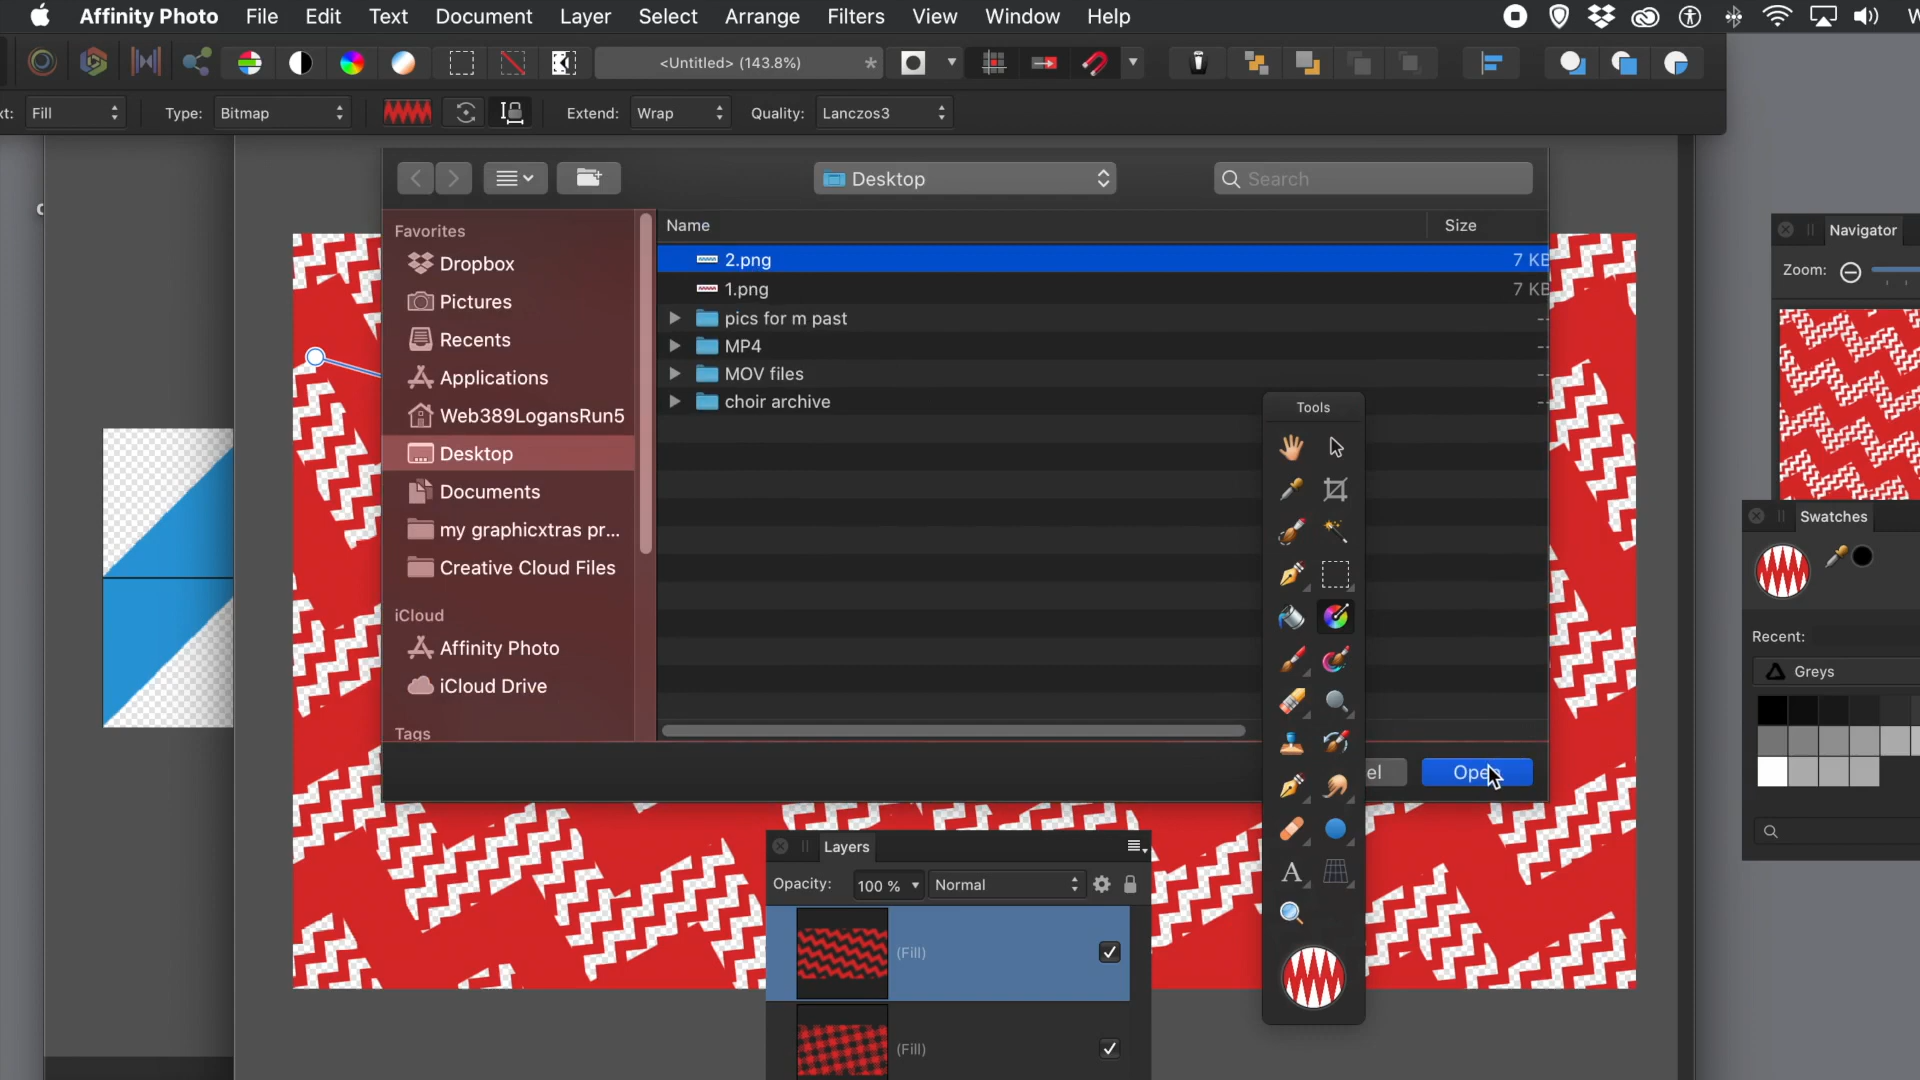 Affinity Photo File Edit Text Document Layer Select Arrange Filters View Window Help
<Untitled> (143.8%) *
Fill Type: Bitmap Extend: Wrap Quality: Lanczos3
Desktop Search
Favorites
Dropbox
Pictures
Recents
Applications
Web389LogansRun5
Desktop
Documents
my graphicxtras pr...
Creative Cloud Files
iCloud
Affinity Photo
iCloud Drive
Tags
Name Size
2.png 7 KB
1.png 7 KB
pics for m past --
MP4 --
MOV files --
choir archive --
Tools
Open
Layers
Opacity: 100 % Normal
(Fill)
(Fill)
Navigator
Zoom:
Swatches
Recent:
Greys